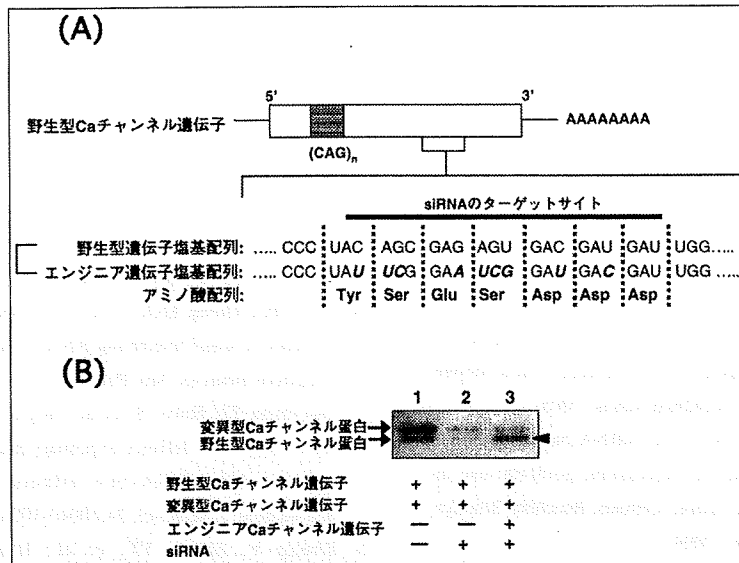 (A)
5' 3'
野生型Caチャンネル遺伝子 AAAAAAAA
(CAG)n
siRNAのターゲットサイト
野生型遺伝子塩基配列: ..... CCC UAC AGC GAG AGU GAC GAU GAU UGG.....
エンジニア遺伝子塩基配列: ..... CCC UAU UCG GAA UCG GAU GAC GAU UGG .....
アミノ酸配列: Tyr Ser Glu Ser Asp Asp Asp
(B)
1 2 3
変異型Caチャンネル蛋白
野生型Caチャンネル蛋白
野生型Caチャンネル遺伝子 + + +
変異型Caチャンネル遺伝子 + + +
エンジニアCaチャンネル遺伝子 — — +
siRNA — + +